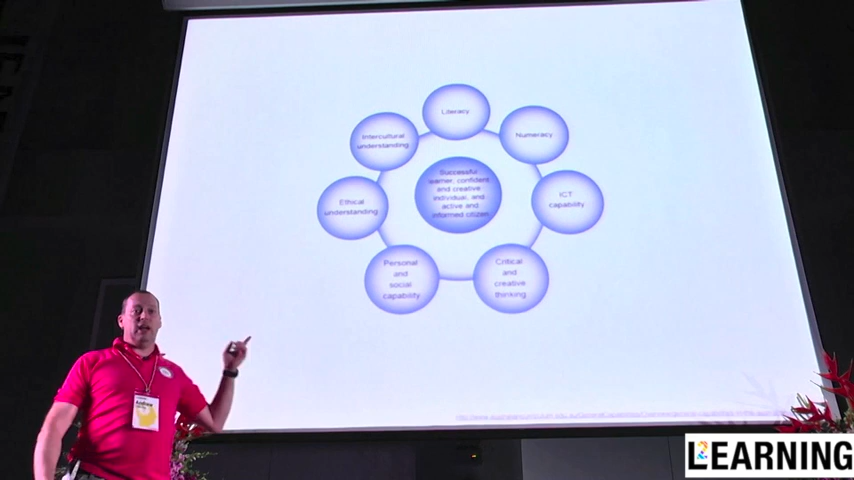 Literacy
Intercultural
understanding
Numeracy
Successful
learner, confident
and creative
individual, and
active and
informed citizen
Ethical
understanding
ICT
capability
Personal
and
social
capability
Critical
and
creative
thinking
LEARNING